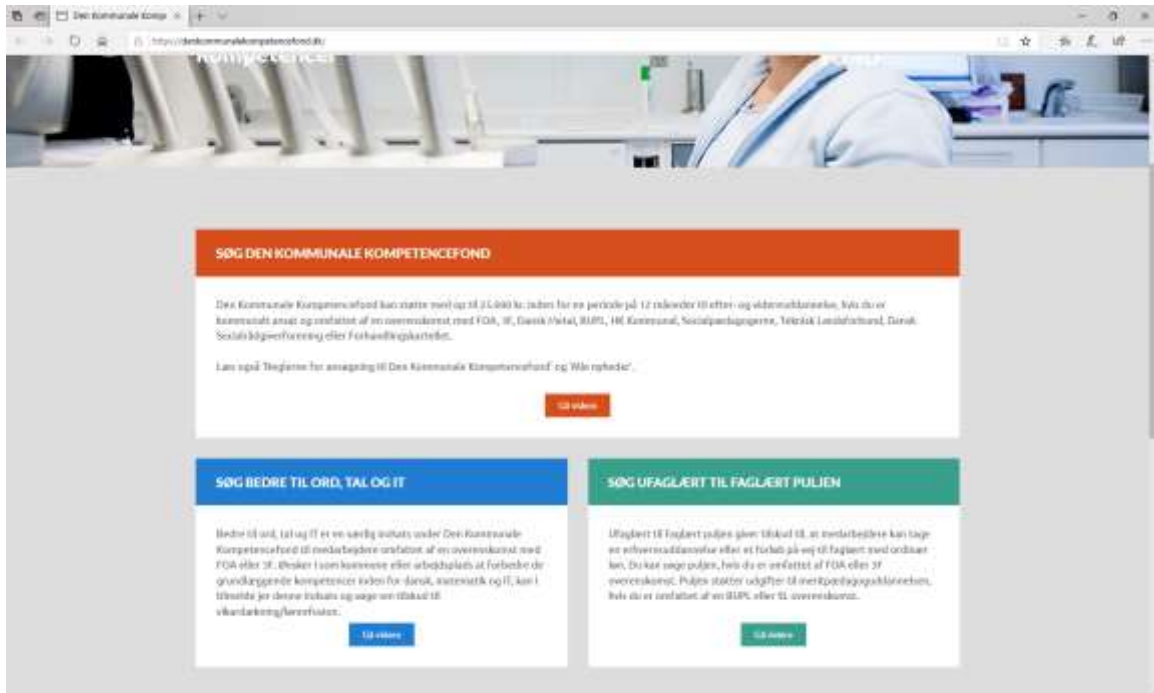 Den Kommunale Kompe
https://denkommunalekompetencefond.dk/
kompetencer
SØG DEN KOMMUNALE KOMPETENCEFOND
Den Kommunale Kompetencefond kan støtte med op til 25.000 kr. inden for en periode på 12 måneder til efter- og videreuddannelse, hvis du er
kommunalt ansat og omfattet af en overenskomst med FOA, 3F, Dansk Metal, BUPL, HK Kommunal, Socialpædagogerne, Teknisk Landsforbund, Dansk
Socialrådgiverforening eller Forhandlingskartellet.
Læs også 'Reglerne for ansøgning til Den Kommunale Kompetencefond' og
Gå videre
SØG BEDRE TIL ORD, TAL OG IT
SØG UFAGLÆRT TIL FAGLÆRT PULJEN
Bedre til ord, tal og IT er en særlig indsats under Den Kommunale
Kompetencefond til medarbejdere omfattet af en overenskomst med
FOA eller 3F. Ønsker I som kommune eller arbejdsplads at forbedre de
grundlæggende kompetencer inden for dansk, matematik og IT, kan I
tilmelde jer denne indsats og søge om tilskud til
vikardækning/lønrefusion.
Gå videre
Ufaglært til faglært puljen giver tilskud til, at medarbejdere kan tage
en erhvervsuddannelse eller et forløb på vej til faglært med ordinær
løn. Du kan søge puljen, hvis du er omfattet af FOA eller 3F
overenskomst. Puljen støtter udgifter til meritpædagoguddannelsen,
hvis du er omfattet af en BUPL eller SL overenskomst.
Gå videre